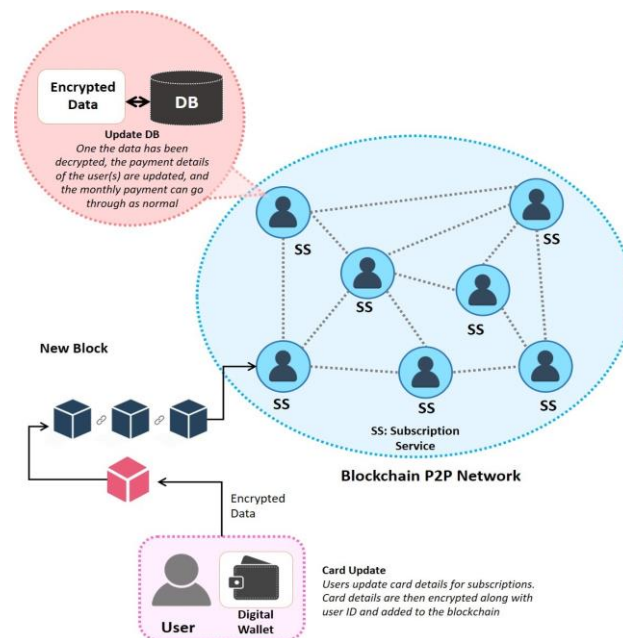 Encrypted
Data
DB
Update DB
One the data has been
decrypted, the payment details
of the user(s) are updated, and
the monthly payment can go
through as normal
SS
SS
SS
SS
New Block
SS
SS
SS
SS: Subscription
Service
Blockchain P2P Network
Encrypted
Data
User
Digital
Wallet
Card Update
Users update card details for subscriptions.
Card details are then encrypted along with
user ID and added to the blockchain